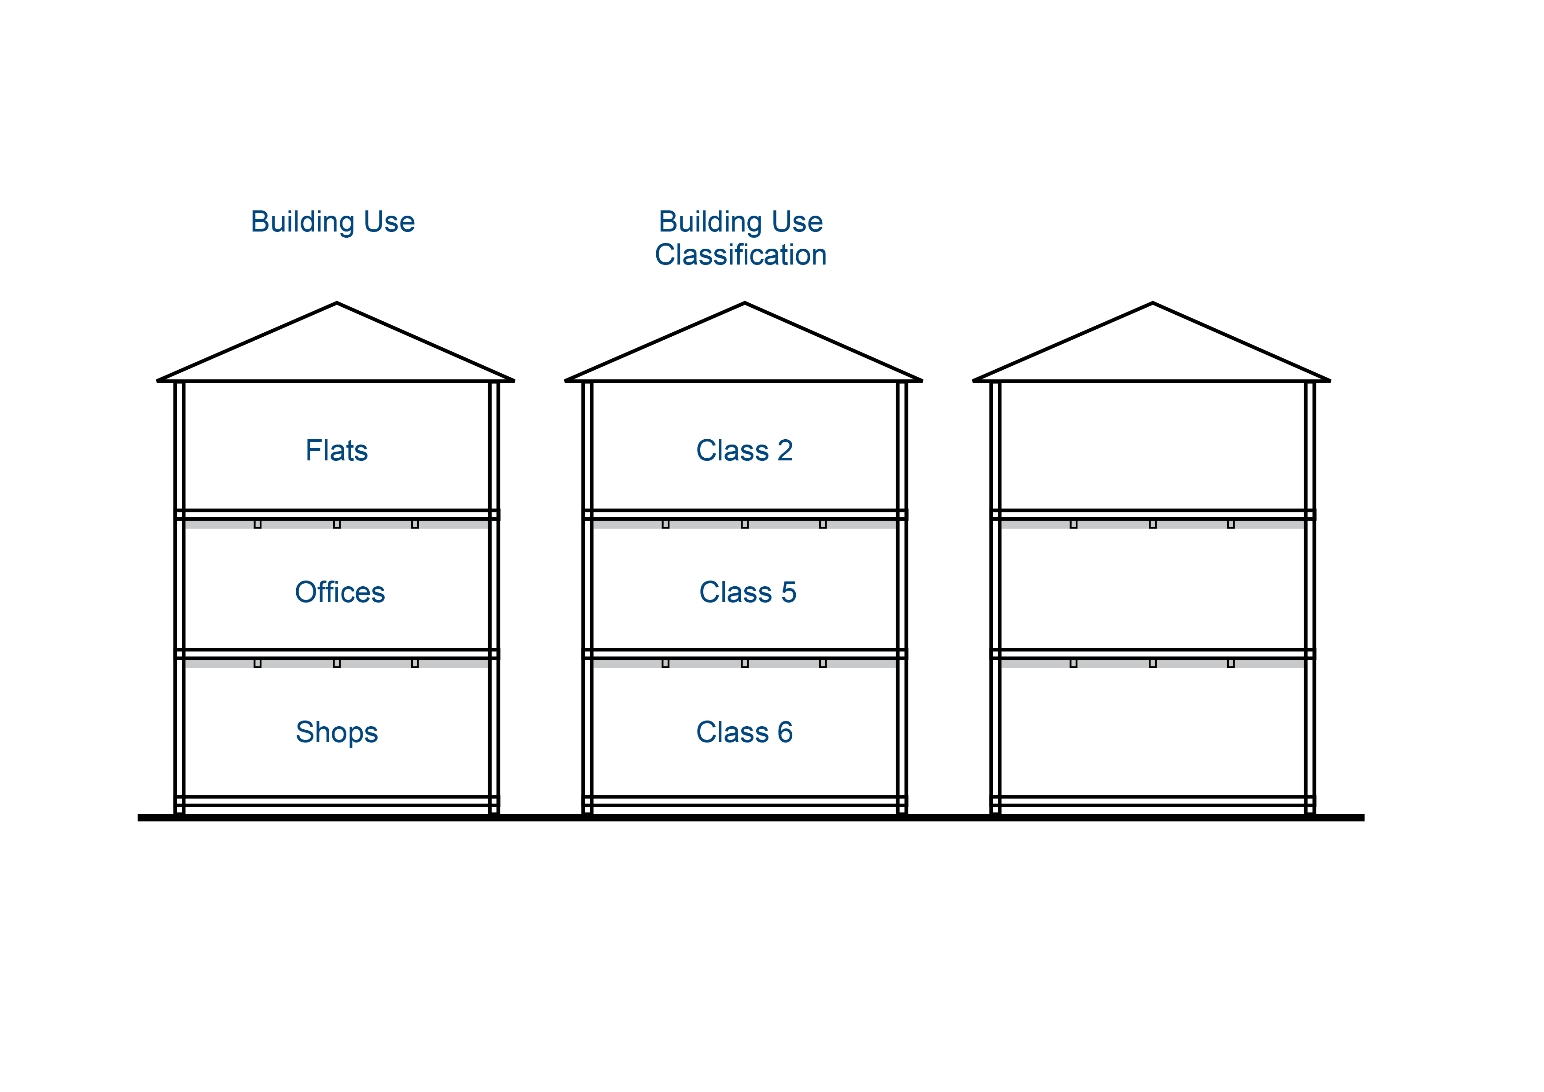 Building Use
Building Use
Classification
Flats
Class 2
Offices
Class 5
Shops
Class 6